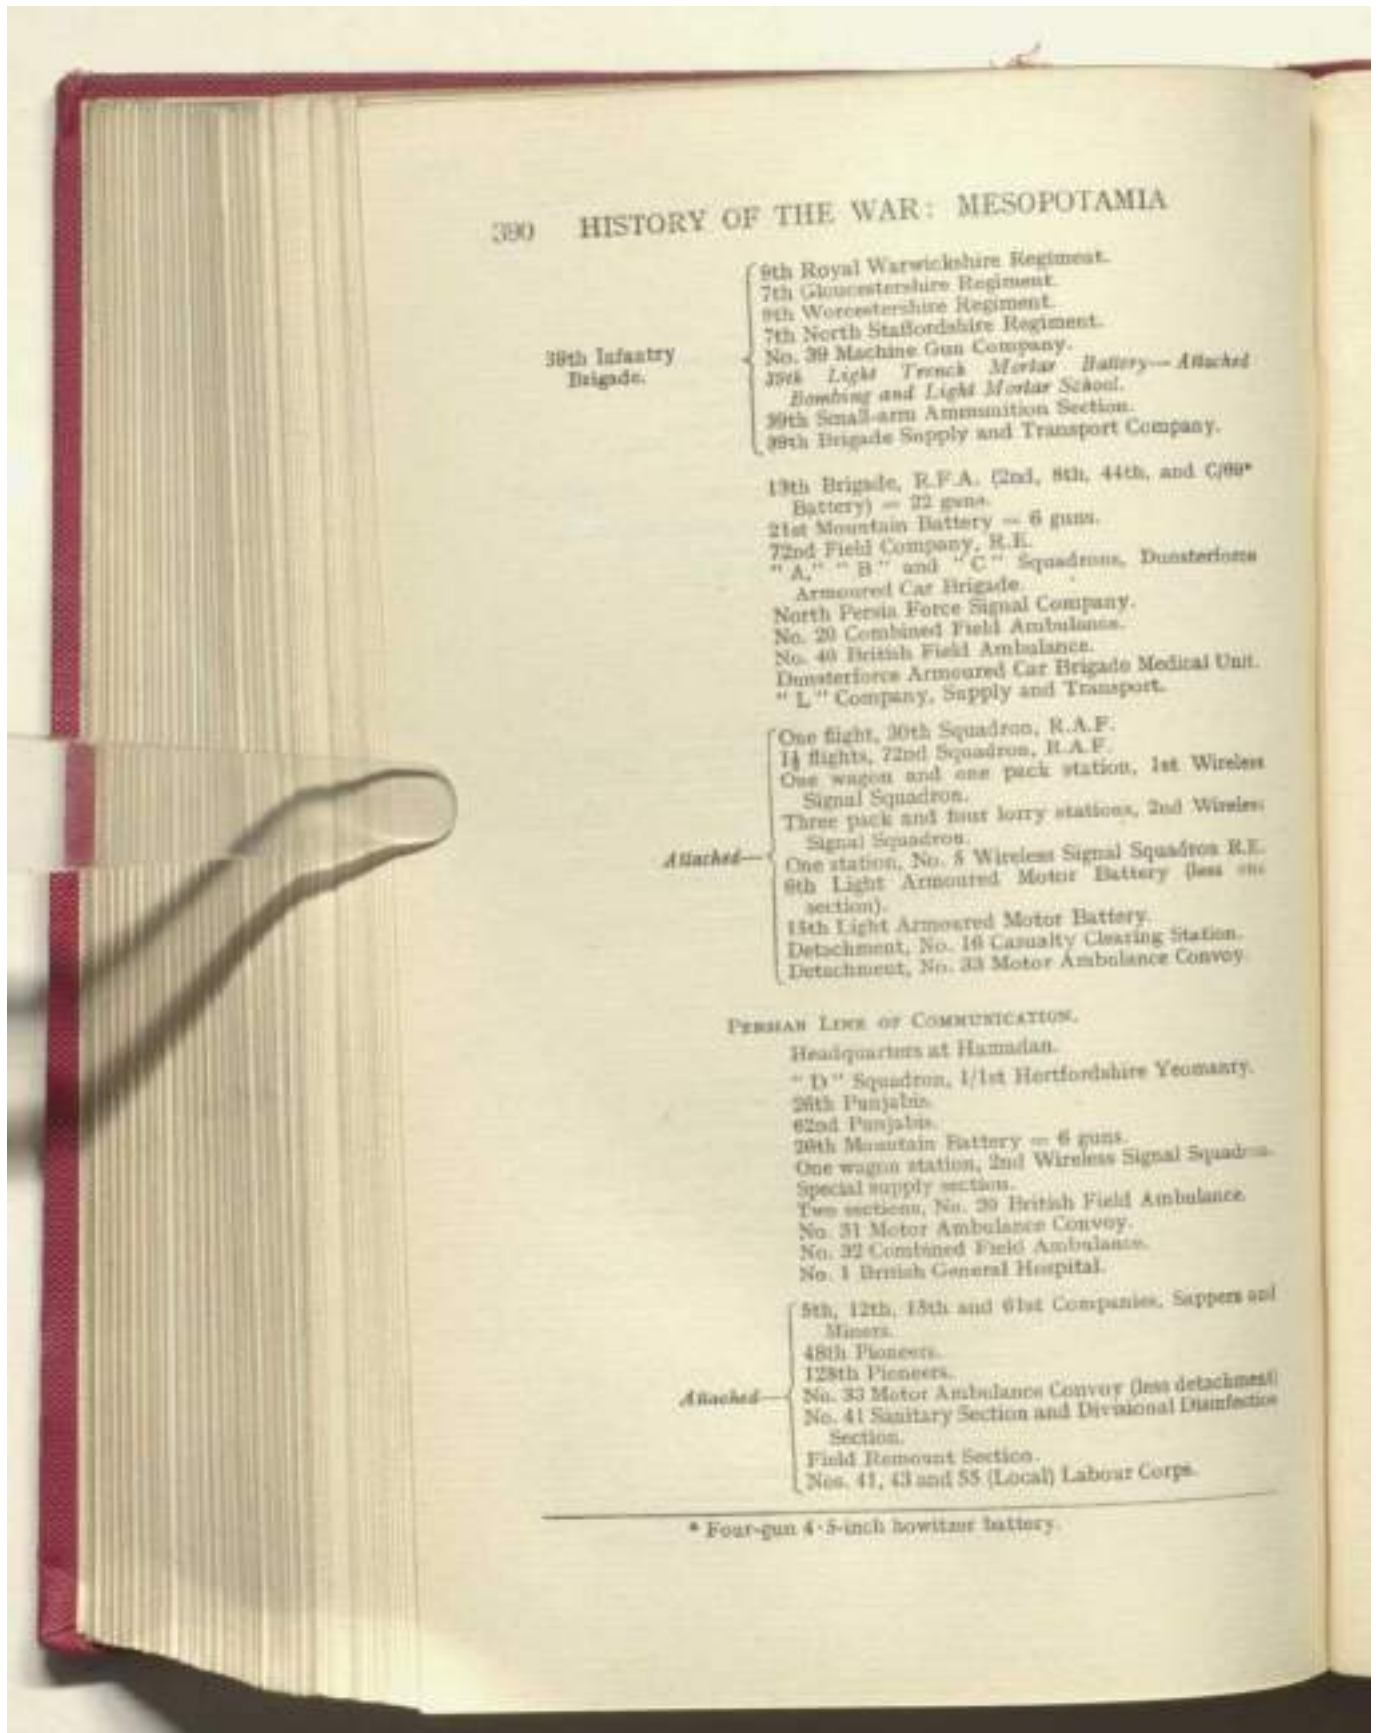 390 HISTORY OF THE WAR: MESOPOTAMIA
39th Infantry
Brigade.
9th Royal Warwickshire Regiment.
7th Gloucestershire Regiment.
9th Worcestershire Regiment.
7th North Staffordshire Regiment.
No. 39 Machine Gun Company.
39th Light Trench Mortar Battery—Attached
Bombing and Light Mortar School.
39th Small-arm Ammunition Section.
39th Brigade Supply and Transport Company.
13th Brigade, R.F.A. (2nd, 8th, 44th, and C/69*
Battery) = 22 guns.
21st Mountain Battery = 6 guns.
72nd Field Company, R.E.
"A," "B" and "C" Squadrons, Dunsterforce
Armoured Car Brigade.
North Persia Force Signal Company.
No. 20 Combined Field Ambulance.
No. 40 British Field Ambulance.
Dunsterforce Armoured Car Brigade Medical Unit.
"L" Company, Supply and Transport.
Attached—
One flight, 30th Squadron, R.A.F.
1½ flights, 72nd Squadron, R.A.F.
One wagon and one pack station, 1st Wireless
Signal Squadron.
Three pack and four lorry stations, 2nd Wireless
Signal Squadron.
One station, No. 5 Wireless Signal Squadron R.E.
6th Light Armoured Motor Battery (less one
section).
15th Light Armoured Motor Battery.
Detachment, No. 16 Casualty Clearing Station.
Detachment, No. 33 Motor Ambulance Convoy.
PERSIAN LINE OF COMMUNICATION.
Headquarters at Hamadan.
"D" Squadron, 1/1st Hertfordshire Yeomanry.
26th Punjabis.
62nd Punjabis.
26th Mountain Battery = 6 guns.
One wagon station, 2nd Wireless Signal Squadron.
Special supply section.
Two sections, No. 39 British Field Ambulance.
No. 31 Motor Ambulance Convoy.
No. 32 Combined Field Ambulance.
No. 1 British General Hospital.
Attached—
5th, 12th, 15th and 61st Companies, Sappers and
Miners.
48th Pioneers.
128th Pioneers.
No. 33 Motor Ambulance Convoy (less detachment)
No. 41 Sanitary Section and Divisional Disinfection
Section.
Field Remount Section.
Nos. 41, 43 and 55 (Local) Labour Corps.
* Four-gun 4·5-inch howitzer battery.